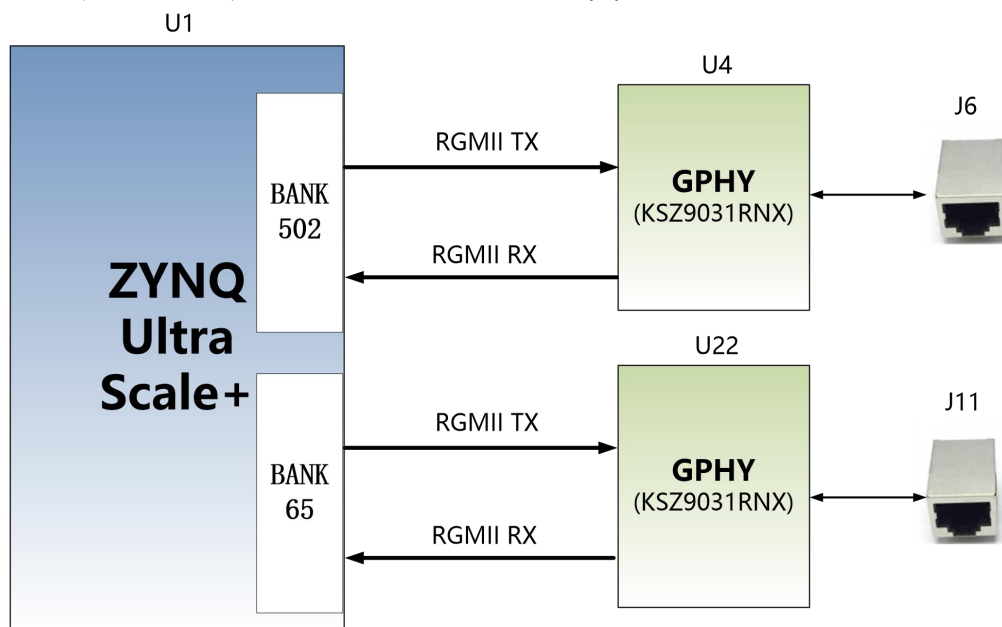 U1
ZYNQ
Ultra
Scale+
BANK
502
BANK
65
RGMII TX
RGMII RX
RGMII TX
RGMII RX
U4
GPHY
(KSZ9031RNX)
U22
GPHY
(KSZ9031RNX)
J6
J11